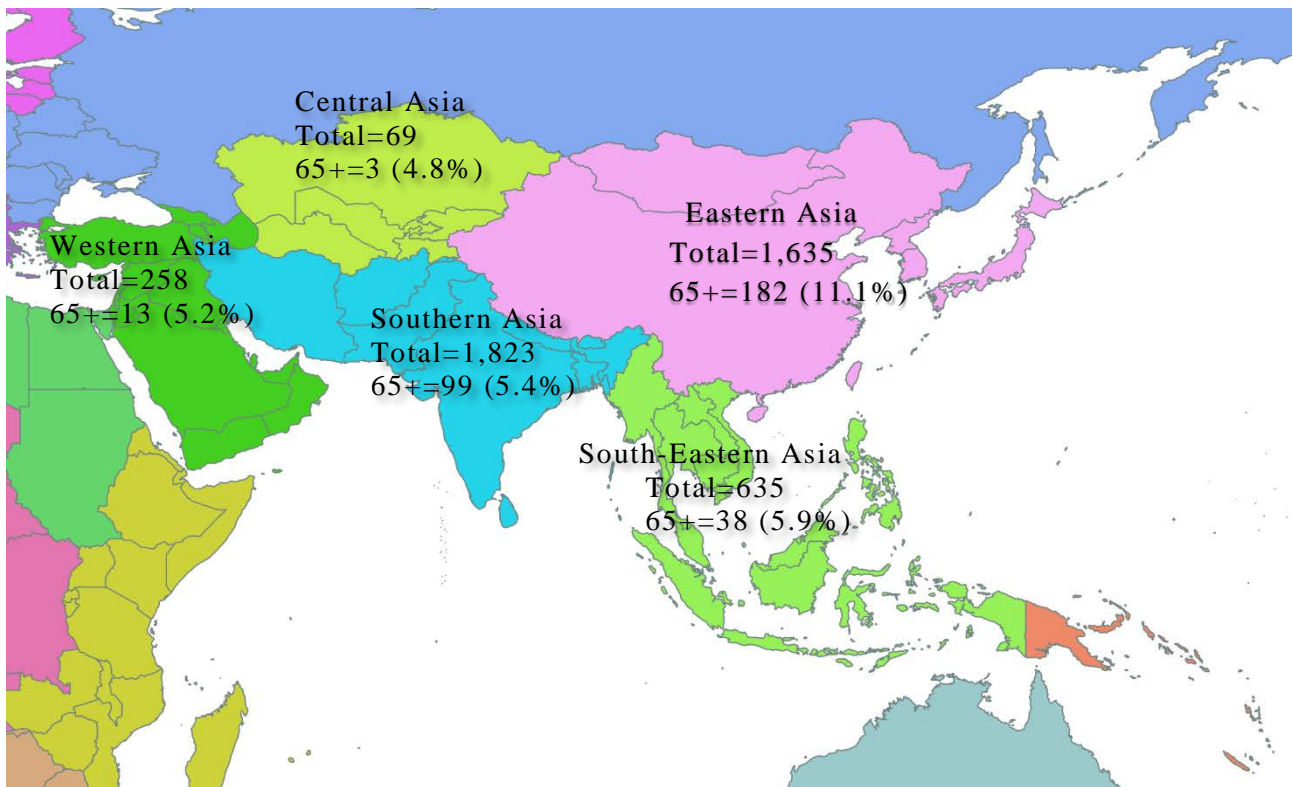 Central Asia
Total=69
65+=3 (4.8%)
Eastern Asia
Total=1,635
65+=182 (11.1%)
Western Asia
Total=258
65+=13 (5.2%)
Southern Asia
Total=1,823
65+=99 (5.4%)
South-Eastern Asia
Total=635
65+=38 (5.9%)